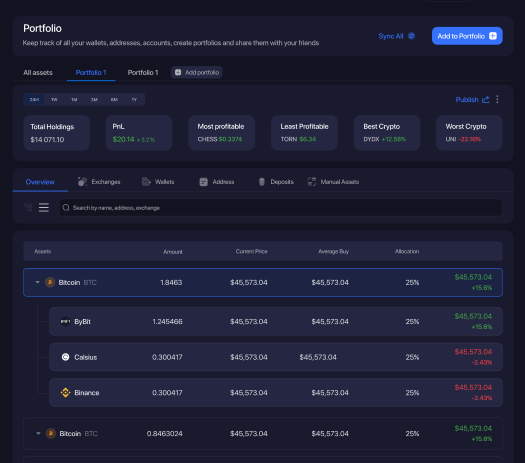 Portfolio
Keep track of all your wallets, addresses, accounts, create portfolios and share them with your friends
Sync All
Add to Portfolio
All assets Portfolio 1 Portfolio 1 Add portfolio
24H 1W 1M 3M 6M 1Y
Publish
Total Holdings PnL Most profitable Least Profitable Best Crypto Worst Crypto
$14 071.10 $20.14 +3.2% CHESS $0.3374 TORN $6.34 DYDX +12.56% UNI -22.16%
Overview Exchanges Wallets Address Deposits Manual Assets
Search by name, address, exchange
Assets Amount Current Price Average Buy Allocation
Bitcoin BTC 1.8463 $45,573.04 $45,573.04 25% $45,573.04
+15.6%
ByBit 1.245466 $45,573.04 $45,573.04 25% $45,573.04
+15.6%
Calsius 0.300417 $45,573.04 $45,573.04 25% $45,573.04
-2.43%
Binance 0.300417 $45,573.04 $45,573.04 25% $45,573.04
-2.43%
Bitcoin BTC 0.8463024 $45,573.04 $45,573.04 25% $45,573.04
+15.6%